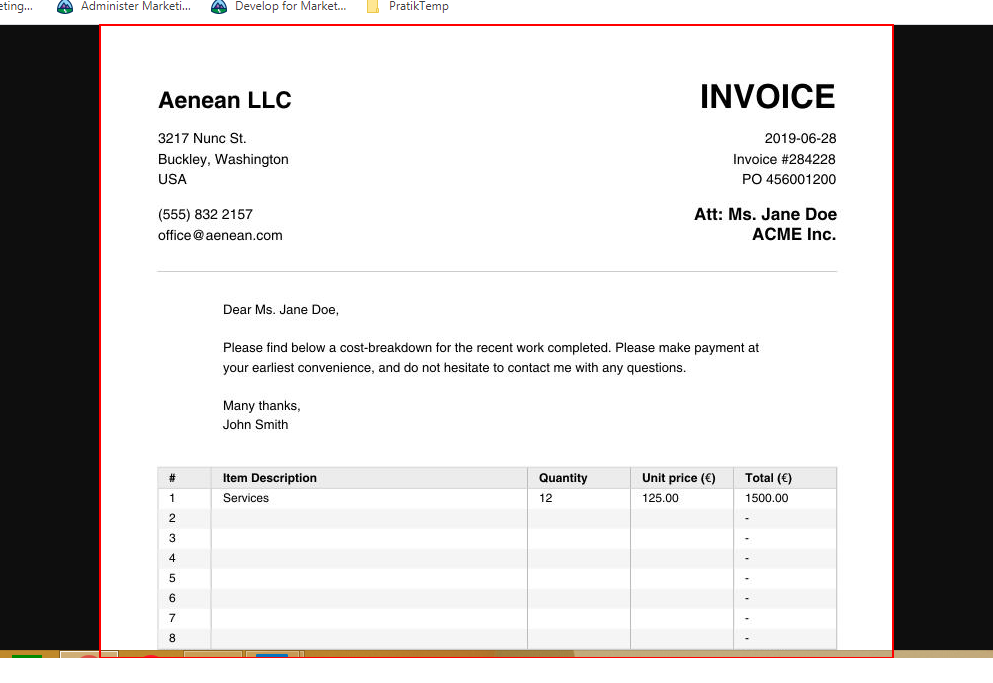 Administer Marketi...
Develop for Market...
PratikTemp
Aenean LLC
INVOICE
3217 Nunc St.
Buckley, Washington
USA
2019-06-28
Invoice #284228
PO 456001200
(555) 832 2157
office@aenean.com
Att: Ms. Jane Doe
ACME Inc.
Dear Ms. Jane Doe,
Please find below a cost-breakdown for the recent work completed. Please make payment at
your earliest convenience, and do not hesitate to contact me with any questions.
Many thanks,
John Smith
# Item Description Quantity Unit price (€) Total (€)
1 Services 12 125.00 1500.00
2 -
3 -
4 -
5 -
6 -
7 -
8 -